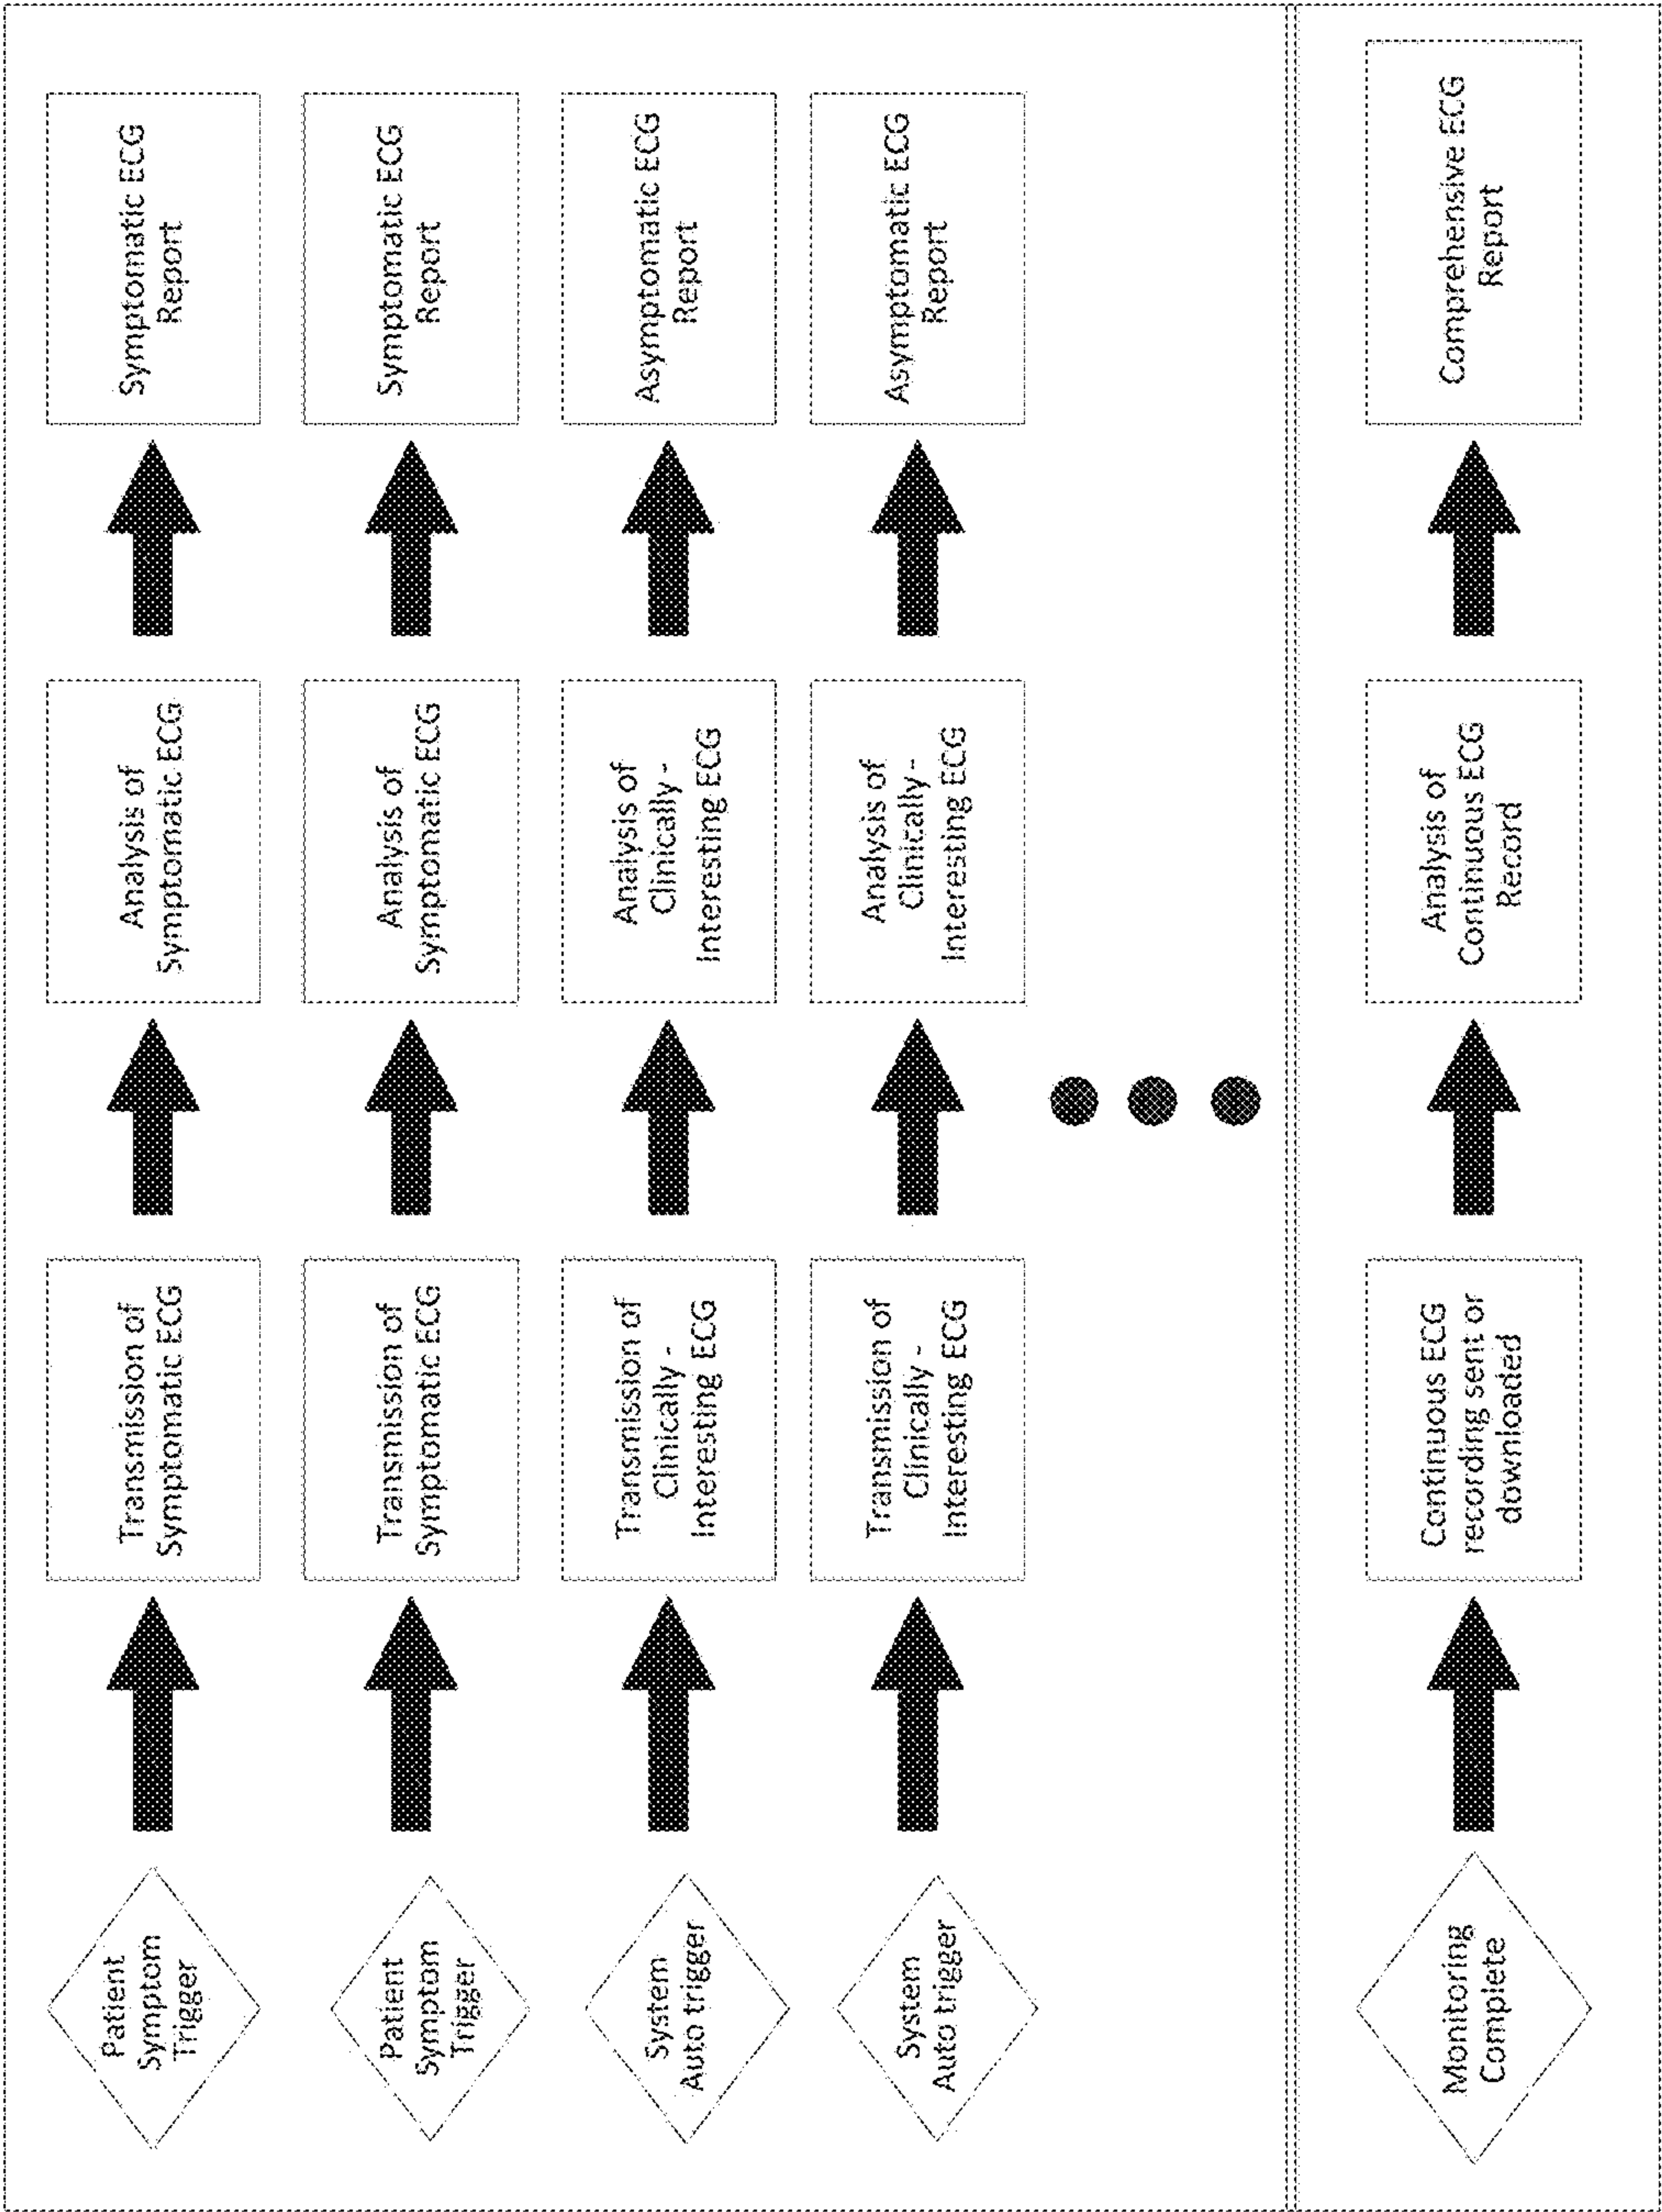 Patient
Symptom
Trigger
Transmission of
Symptomatic ECG
Analysis of
Symptomatic ECG
Symptomatic ECG
Report
Patient
Symptom
Trigger
Transmission of
Symptomatic ECG
Analysis of
Symptomatic ECG
Symptomatic ECG
Report
System
Auto trigger
Transmission of
Clinically -
Interesting ECG
Analysis of
Clinically -
Interesting ECG
Asymptomatic ECG
Report
System
Auto trigger
Transmission of
Clinically -
Interesting ECG
Analysis of
Clinically -
Interesting ECG
Asymptomatic ECG
Report
Monitoring
Complete
Continuous ECG
recording sent or
downloaded
Analysis of
Continuous ECG
Record
Comprehensive ECG
Report